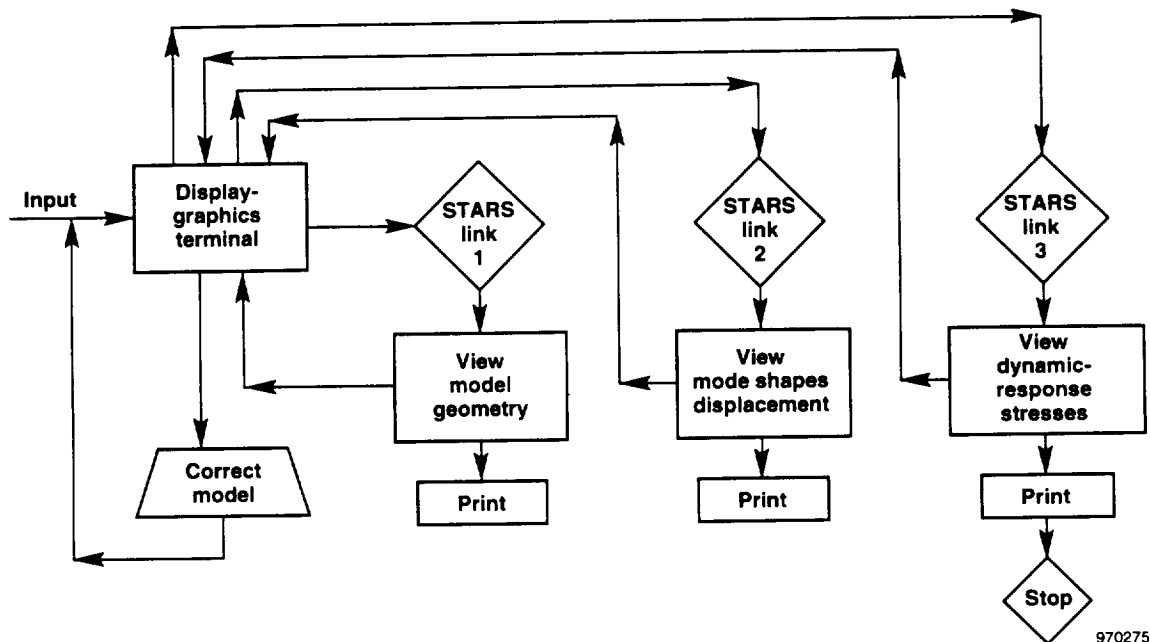 Input
Display-
graphics
terminal
STARS
link
1
STARS
link
2
STARS
link
3
View
model
geometry
View
mode shapes
displacement
View
dynamic-
response
stresses
Correct
model
Print
Print
Print
Stop
970275